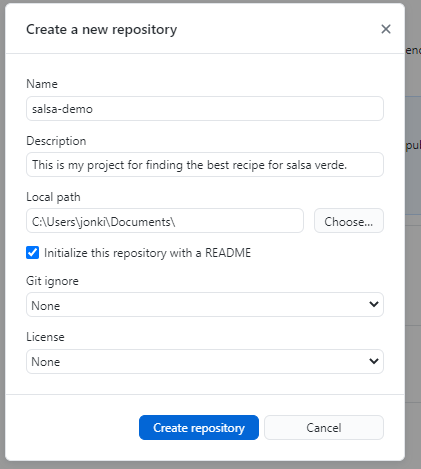 Create a new repository
Name
salsa-demo
Description
This is my project for finding the best recipe for salsa verde.
Local path
C:\Users\jonki\Documents\
Choose...
Initialize this repository with a README
Git ignore
None
License
None
Create repository
Cancel